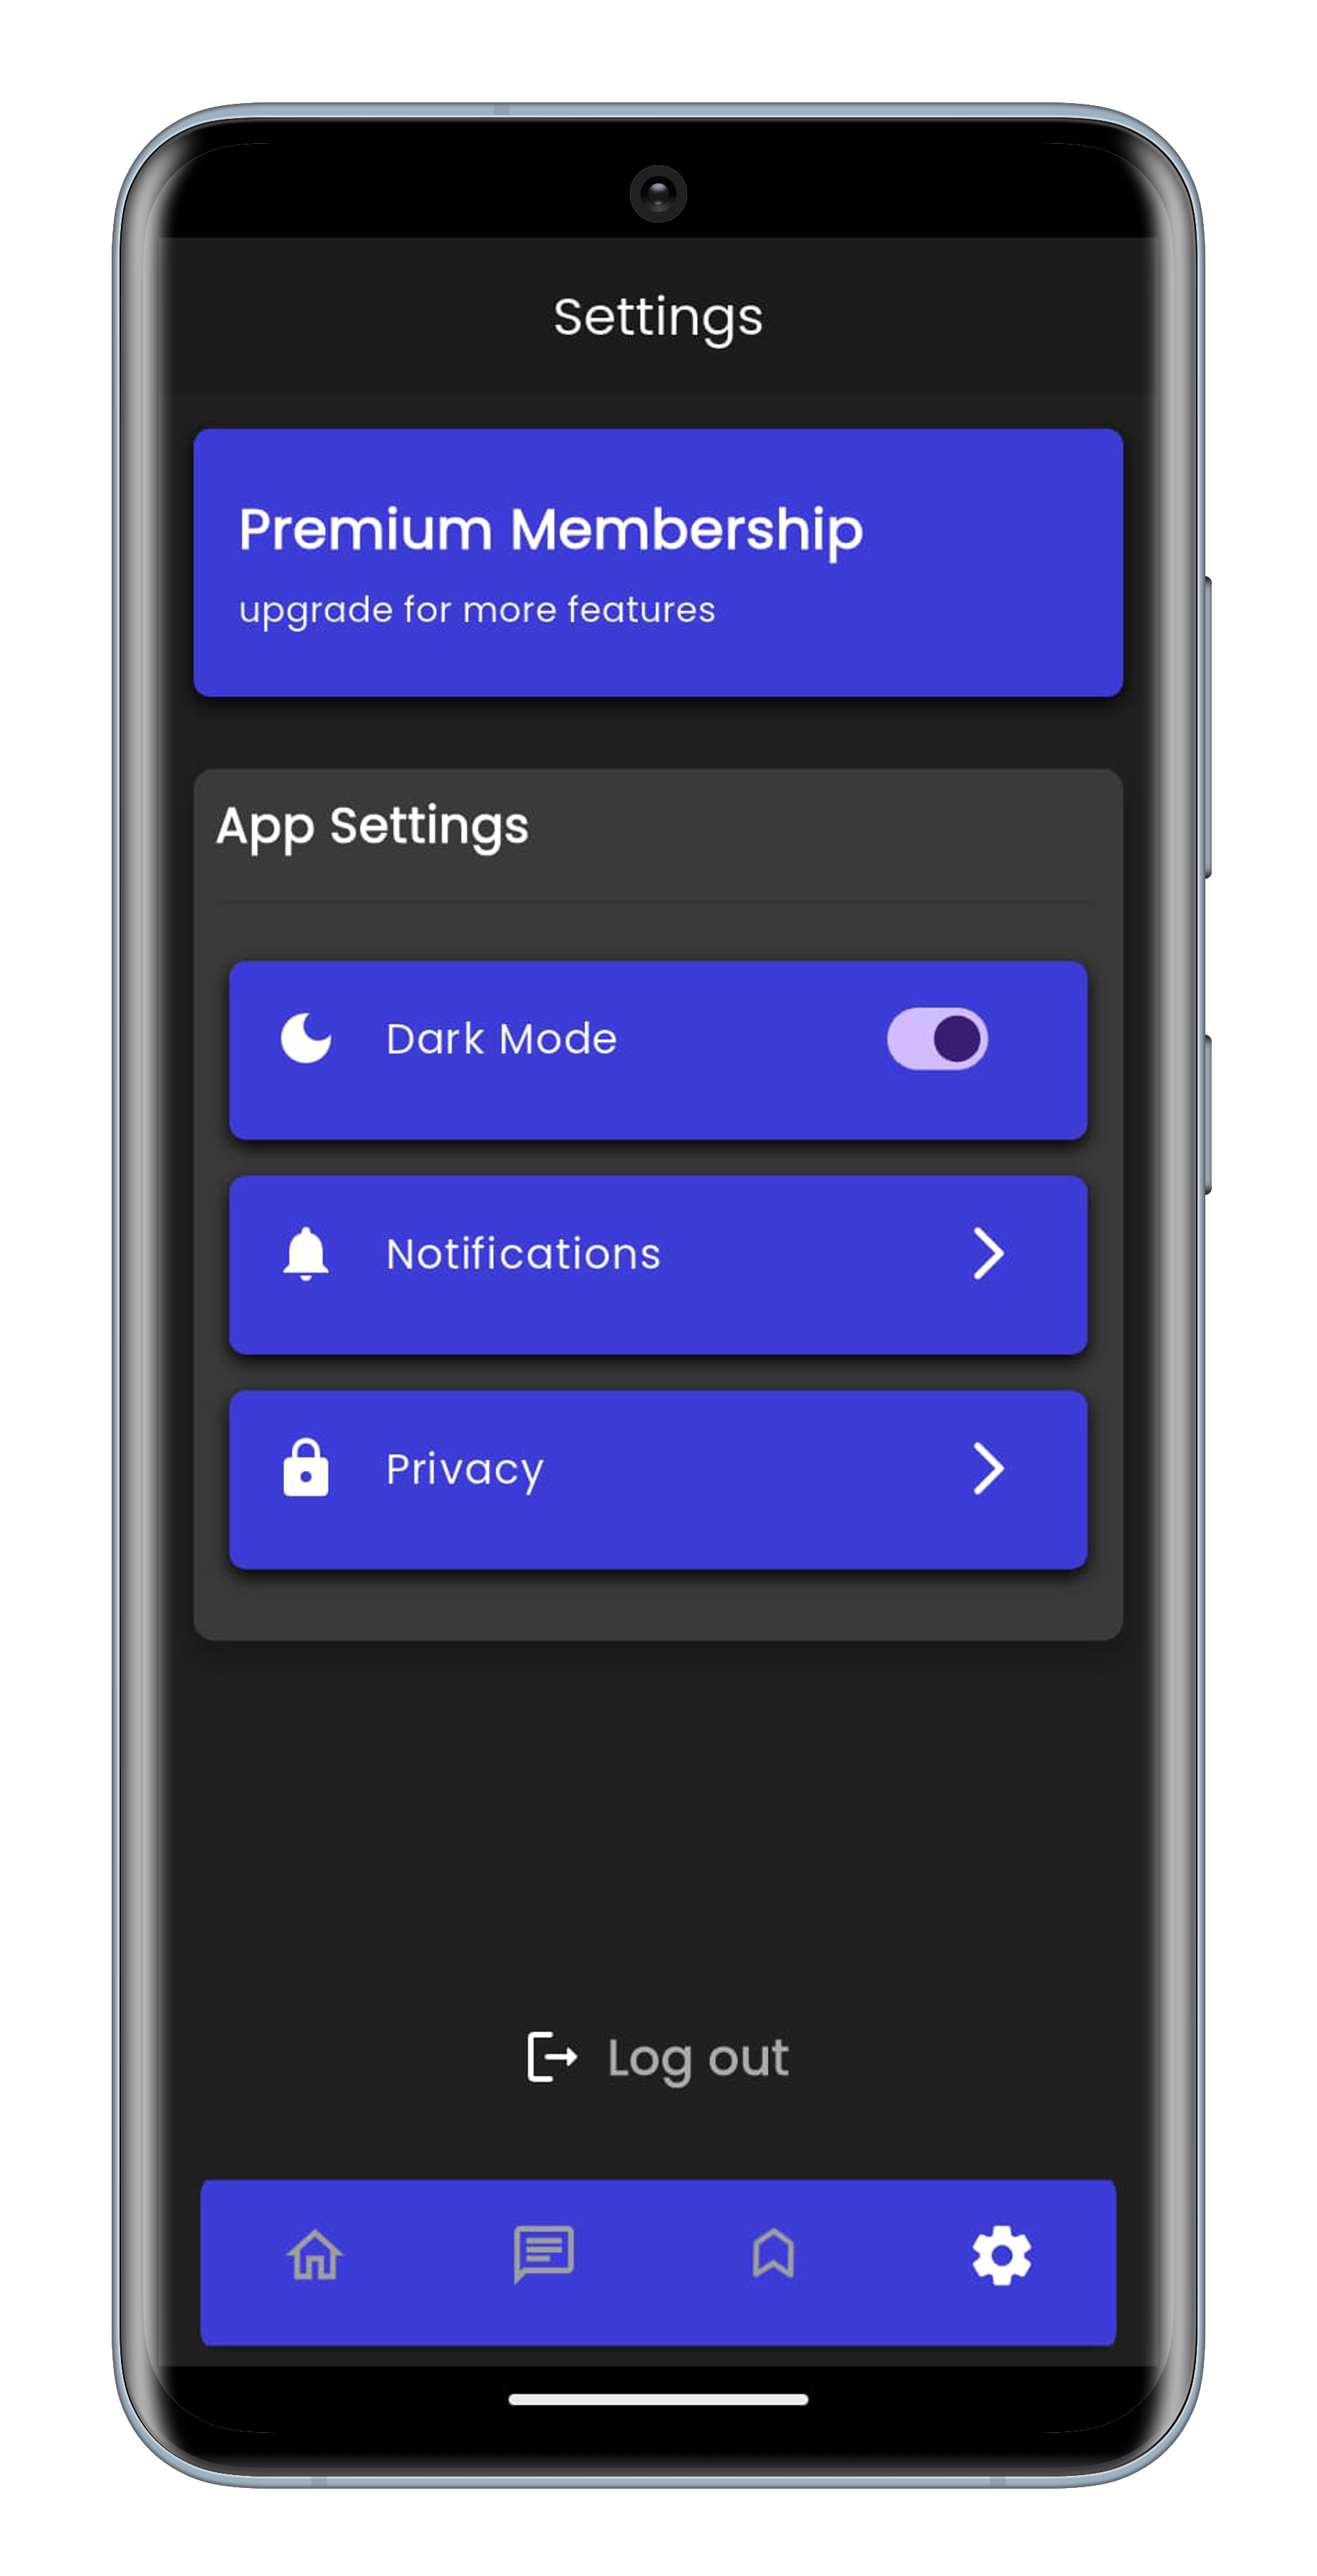 Settings
Premium Membership
upgrade for more features
App Settings
Dark Mode
Notifications
Privacy
Log out